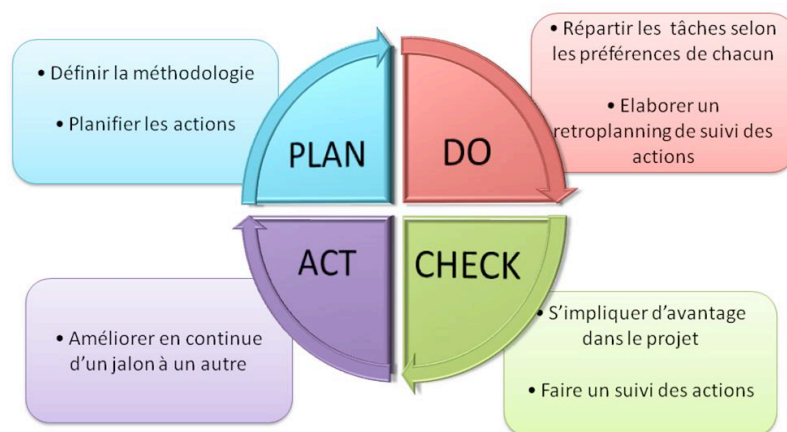 • Définir la méthodologie
• Planifier les actions
PLAN
DO
• Répartir les tâches selon
les préférences de chacun
• Elaborer un
retroplanning de suivi des
actions
ACT
CHECK
• Améliorer en continue
d'un jalon à un autre
• S'impliquer d'avantage
dans le projet
• Faire un suivi des actions